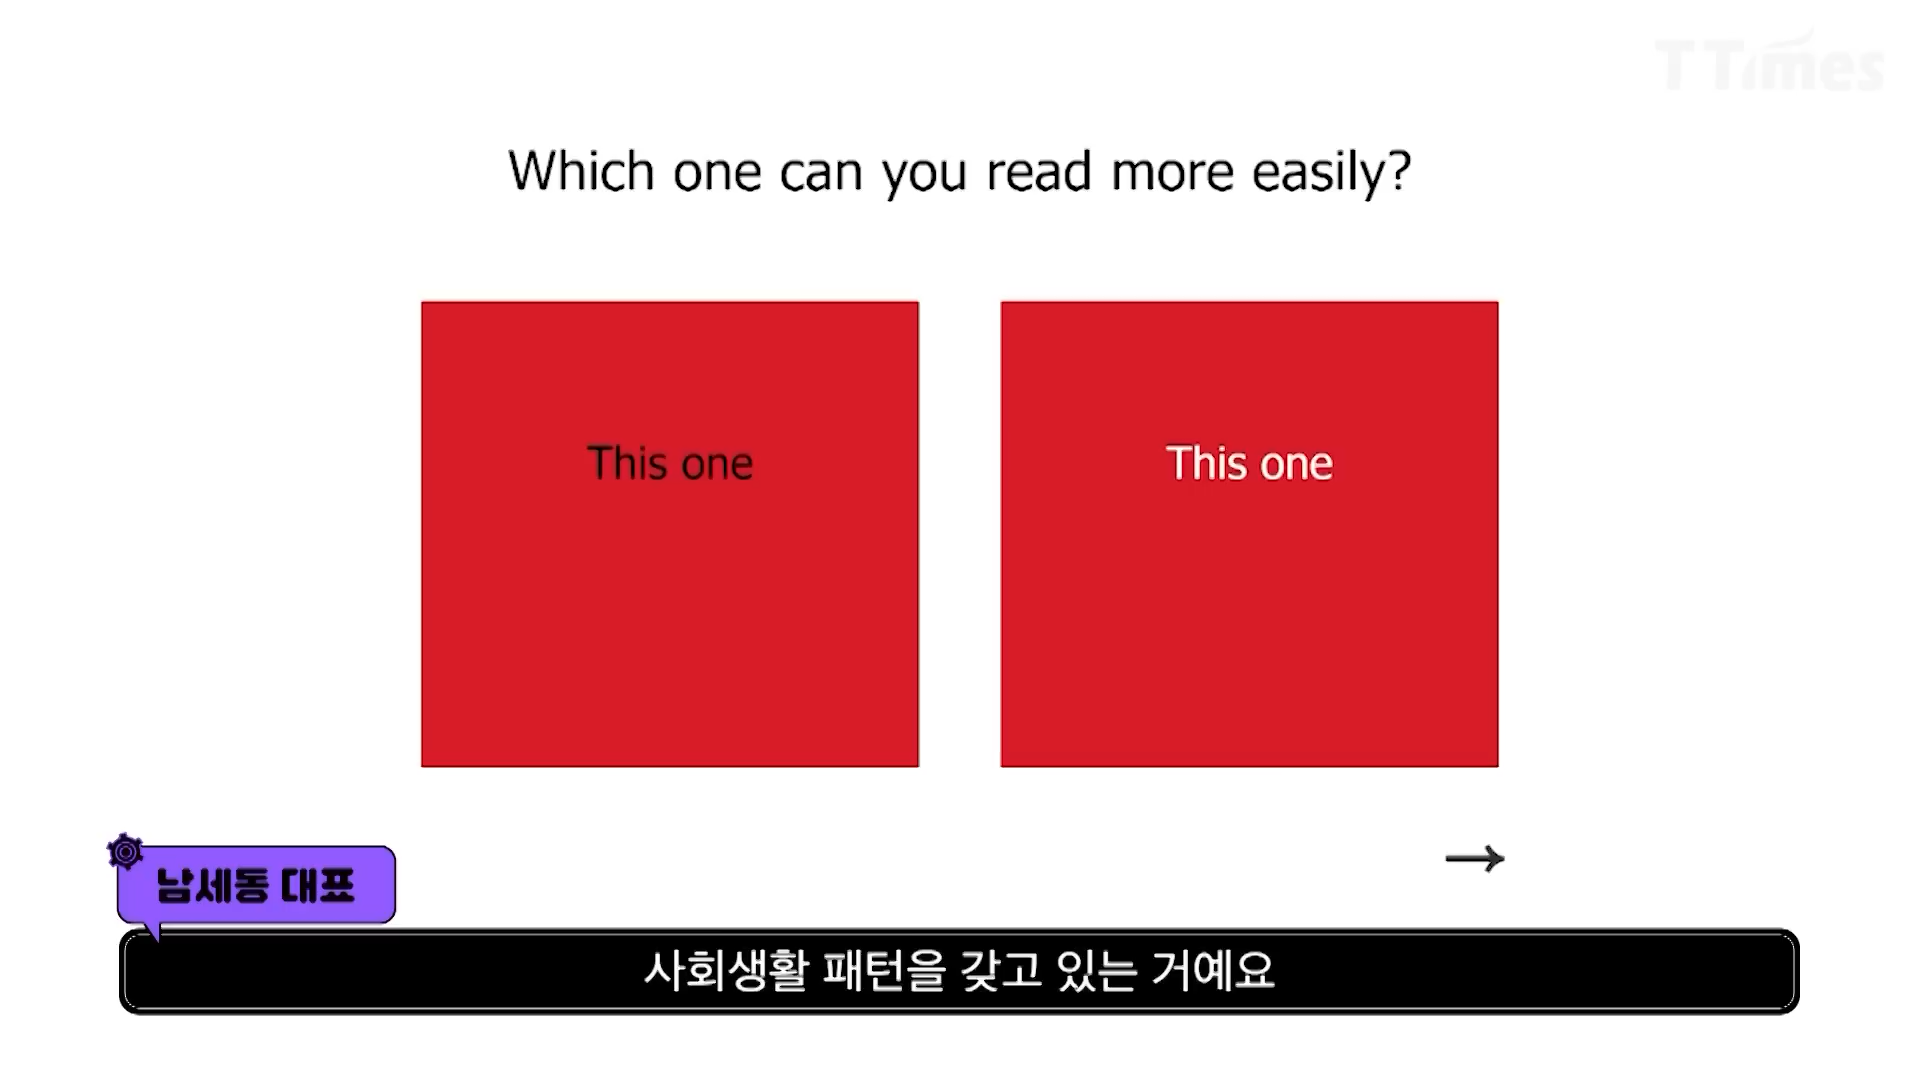 TTimes
Which one can you read more easily?
This one
This one
→
남세동 대표
사회생활 패턴을 갖고 있는 거예요